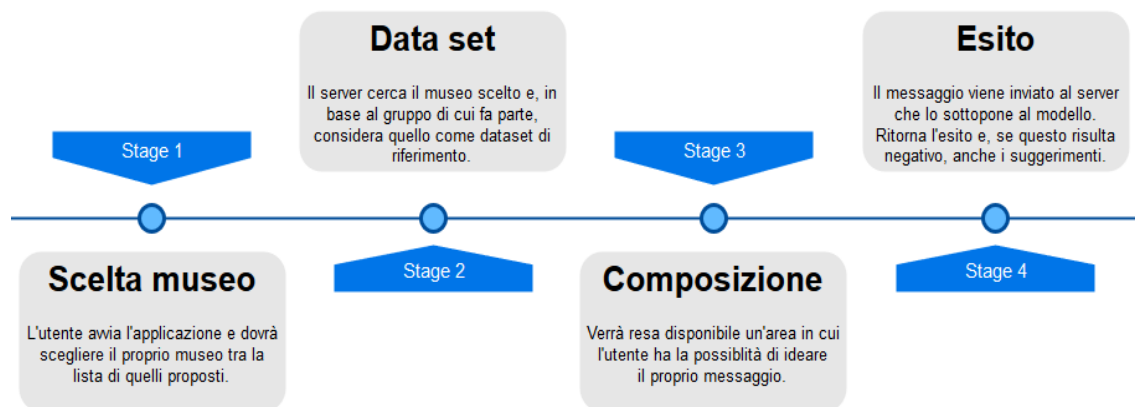 Stage 1
Scelta museo
L'utente avvia l'applicazione e dovrà
scegliere il proprio museo tra la
lista di quelli proposti.
Data set
Il server cerca il museo scelto e, in
base al gruppo di cui fa parte,
considera quello come dataset di
riferimento.
Stage 2
Stage 3
Composizione
Verrà resa disponibile un'area in cui
l'utente ha la possiblità di ideare
il proprio messaggio.
Esito
Il messaggio viene inviato al server
che lo sottopone al modello.
Ritorna l'esito e, se questo risulta
negativo, anche i suggerimenti.
Stage 4